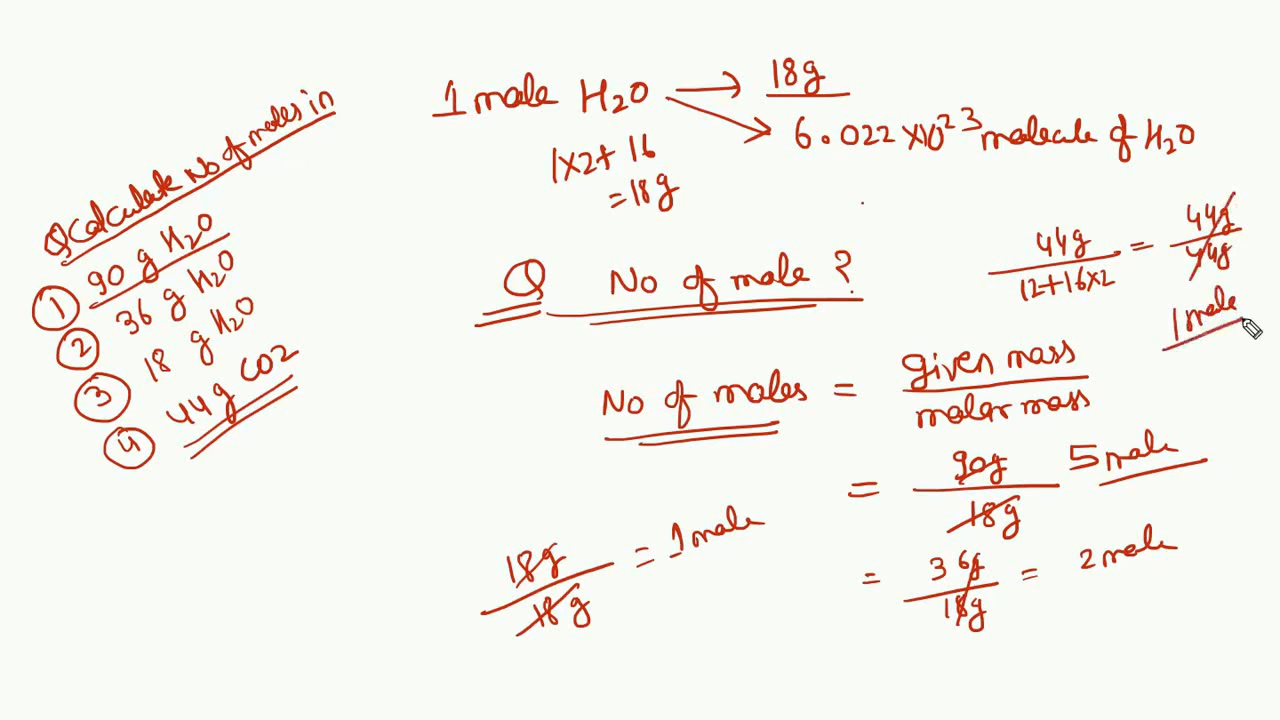 1 mole H2O → 18g
→ 6.022 × 10^23 molecule of H2O
1×2+ 16
= 18g
Q Calculate No of moles in
1 90 g H2O
2 36 g H2O
3 18 g H2O
4 44g CO2
Q No of mole ?
44g / 12+16×2 = 44g / 44g
1 mole
No of moles = given mass / molar mass
= 90g / 18g 5 mole
= 36g / 18g = 2 mole
18g / 18g = 1 mole